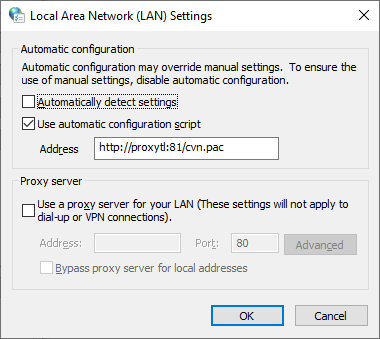 Local Area Network (LAN) Settings
Automatic configuration
Automatic configuration may override manual settings. To ensure the
use of manual settings, disable automatic configuration.
Automatically detect settings
Use automatic configuration script
Address http://proxytl:81/cvn.pac
Proxy server
Use a proxy server for your LAN (These settings will not apply to
dial-up or VPN connections).
Address: Port: 80 Advanced
Bypass proxy server for local addresses
OK Cancel